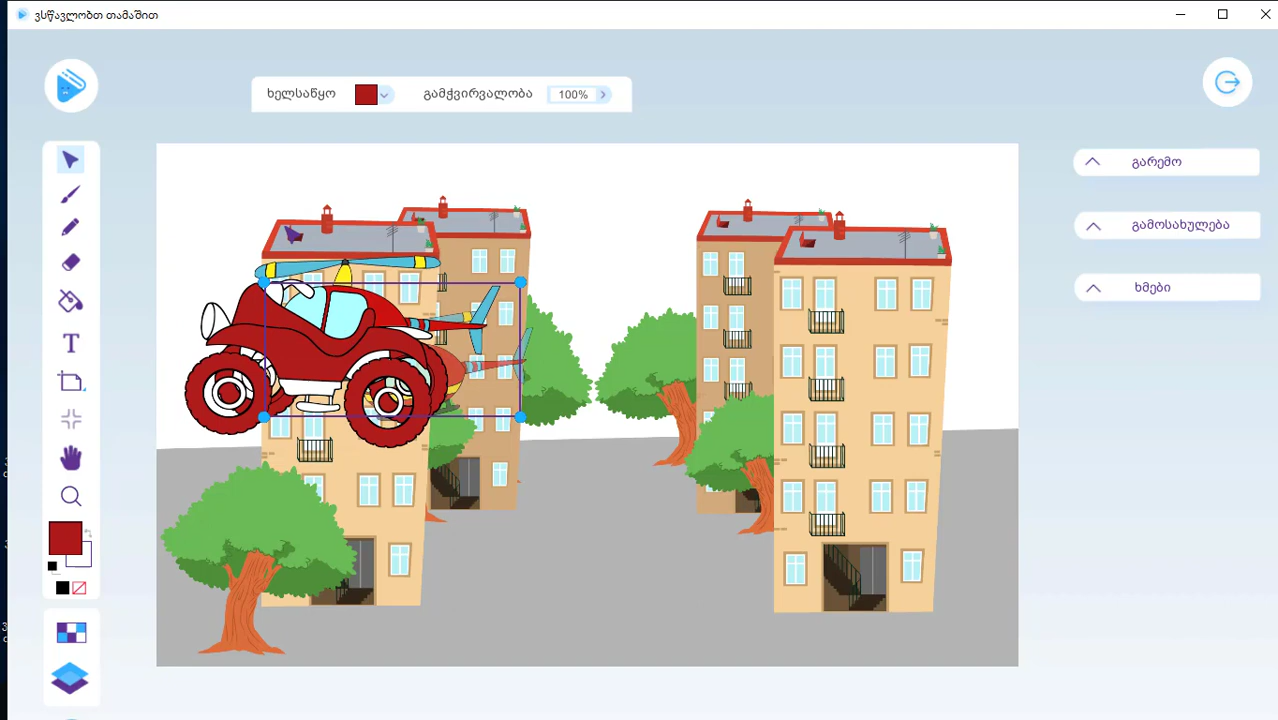 ვსწავლობთ თამაშით
ხელსაწყო გამჭვირვალობა 100%
გარემო
გამოსახულება
ხმები
T